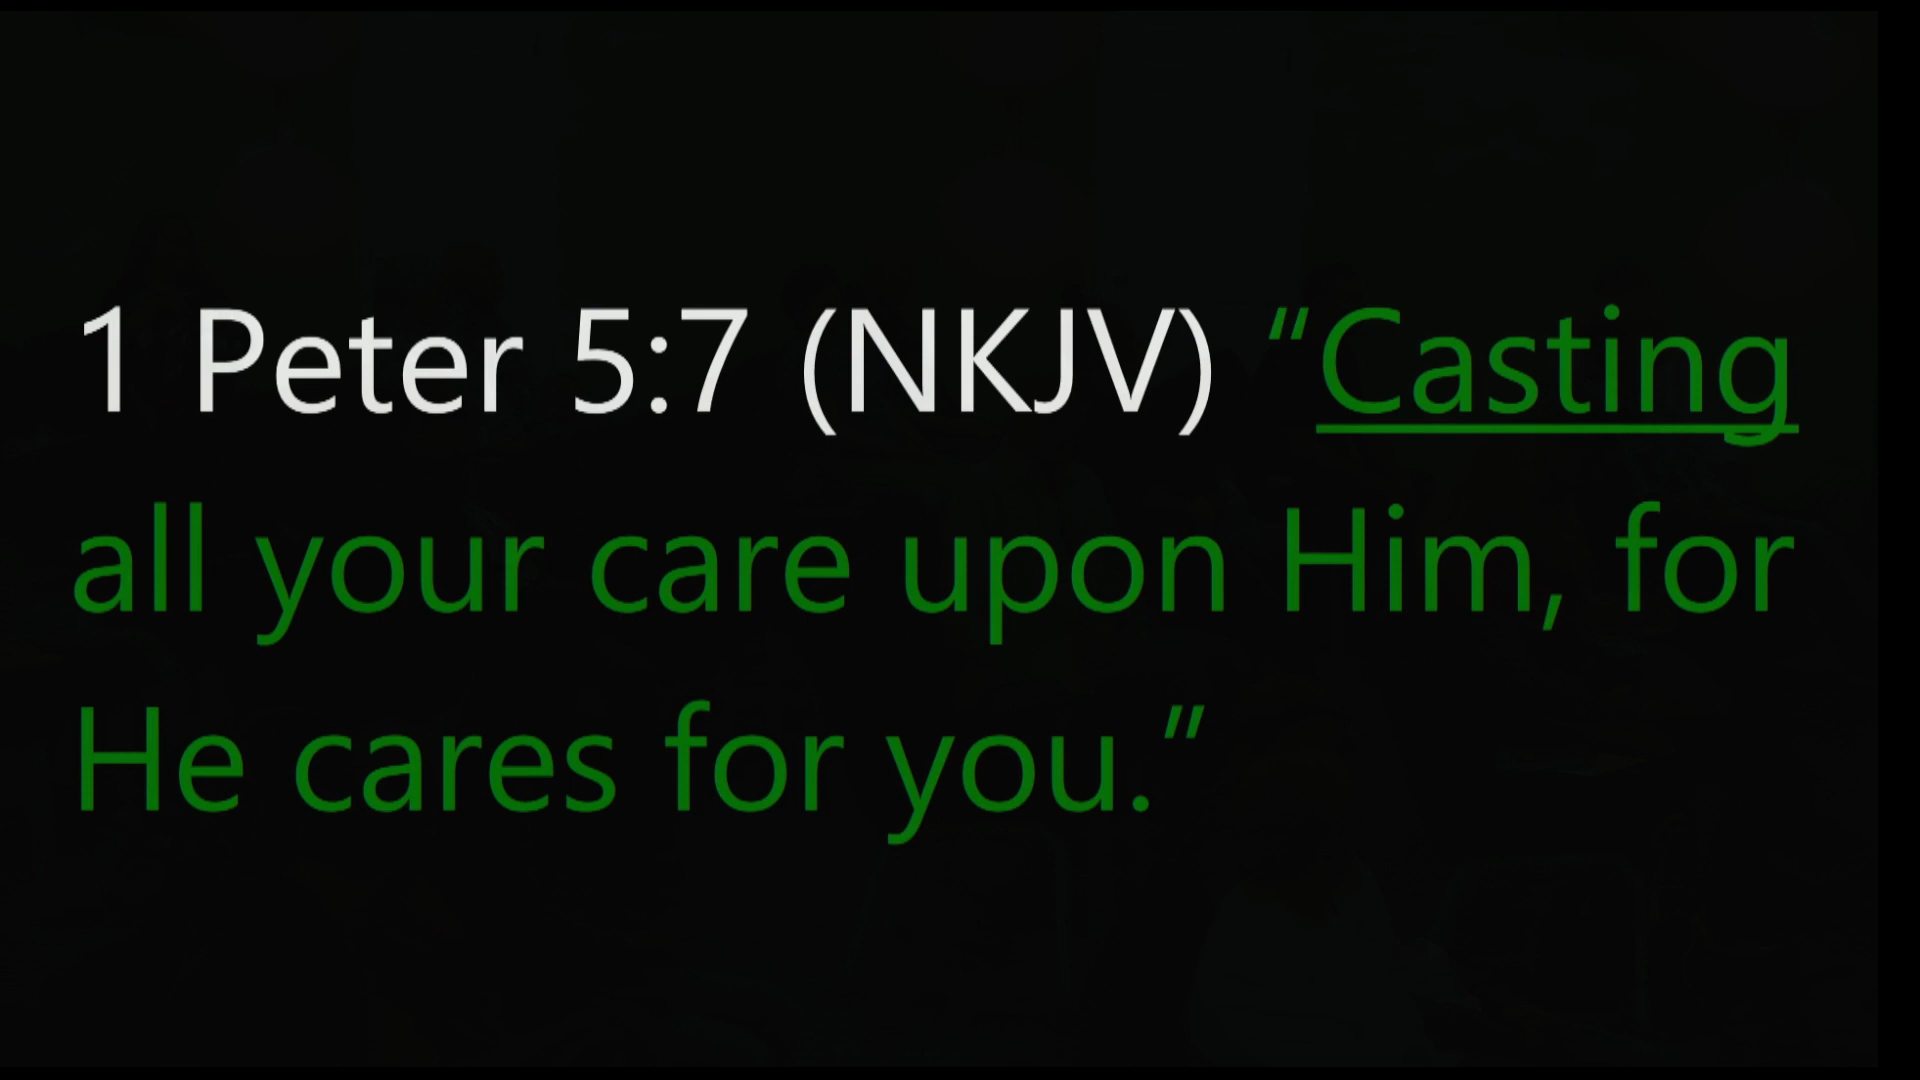 1 Peter 5:7 (NKJV) “Casting
all your care upon Him, for
He cares for you.”